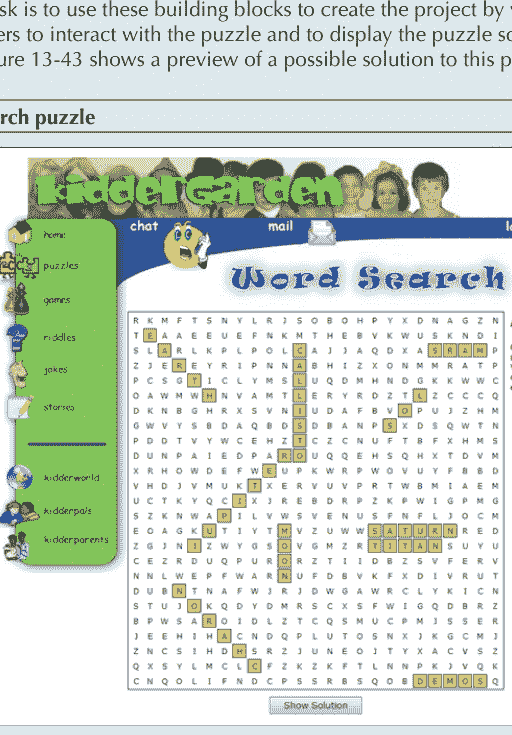 sk is to use these building blocks to create the project by
ers to interact with the puzzle and to display the puzzle so
ure 13-43 shows a preview of a possible solution to this p
rch puzzle
kiddergarden
chat mail
home
puzzles
games
riddles
jokes
stories
kidderworld
kidderpals
kidderparents
Word Search
R K M F T S N Y L R J S O B O H P Y X D N A G Z N
T E A A E E U E F N K M T H E B V K W U S K N D I
S L A R L K P L P O L C A J J A Q D X A S R A M P
Z J E R E Y R I P N N A B H I Z X O N M M R A T P
P C S G T I C L Y M S L U Q D M H N D G K K W W C
O A W M W H N V A M T L E R Y R D Z T L Z C C C Q
D K N B G H R X S V N I U D A F B V O P U J Z H M
G W V Y S B D A Q B D S D B A N P S X D S Q W T N
P D D T V Y W C E H Z T C Z C N U F T B F X H M S
D U N P A I E D P A R O U Q Q E H S Q H X T D V M
X R H O W D E F W E U P K W R P W O V U Y F B B D
V H D J V M U K T X E R V U V P R T W B M I A E M
U C T K Y Q C I X J R E B D R P Z K P W I G P M G
S Z K N W A P I L V W S V E N U S F N F L J O C M
E O A G K U T I Y T M V Z U W W S A T U R N R E D
Z G J N I Z W Y G S O V G M Z R T I T A N S U Y U
C E Z R D U Q P U R O R Z T I I D B Z S V F E R V
N N L W E P F W A R N U F D B V K F X D I V R U T
D U B N T N A F W J R J D W G A W R C L Y K I C N
S T U J O K Q D Y D M R S C X S F W I G Q D B R Z
B P W S A R O I D L Z T C Q S M U C P M J S S E R
J E E H I H A C N D Q P L U T O S N X J K G C M J
Z N C S I H D H S R Z J U N E O J T Y X A C V S Z
Q X S Y L M C L C F Z K Z K F T L N N P K J V Q K
C N Q O L I F N D C P S S R B S Q O B D E M O S Q
Show Solution